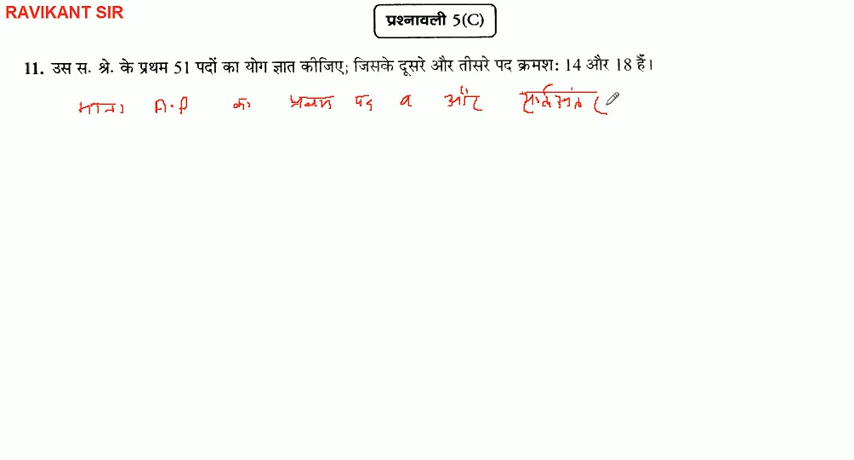 RAVIKANT SIR
प्रश्नावली 5(C)
11. उस स. श्रे. के प्रथम 51 पदों का योग ज्ञात कीजिए; जिसके दूसरे और तीसरे पद क्रमश: 14 और 18 हैं।
माना A.P का प्रथम पद a और सार्वअंतर